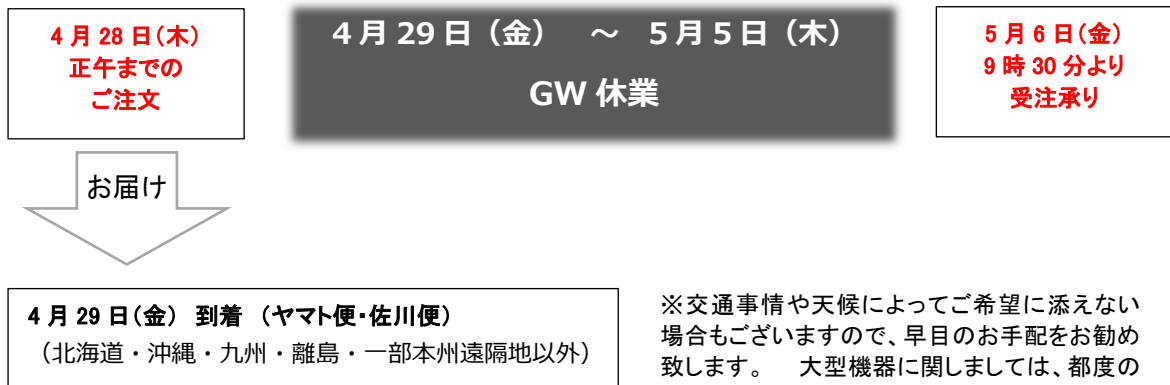 4月28日(木)
正午までの
ご注文
4月29日（金）　～　5月5日（木）
GW 休業
5月6日(金)
9時30分より
受注承り
お届け
4月29日(金)　到着　(ヤマト便・佐川便)
（北海道・沖縄・九州・離島・一部本州遠隔地以外）
※交通事情や天候によってご希望に添えない
場合もございますので、早目のお手配をお勧め
致します。　大型機器に関しましては、都度の